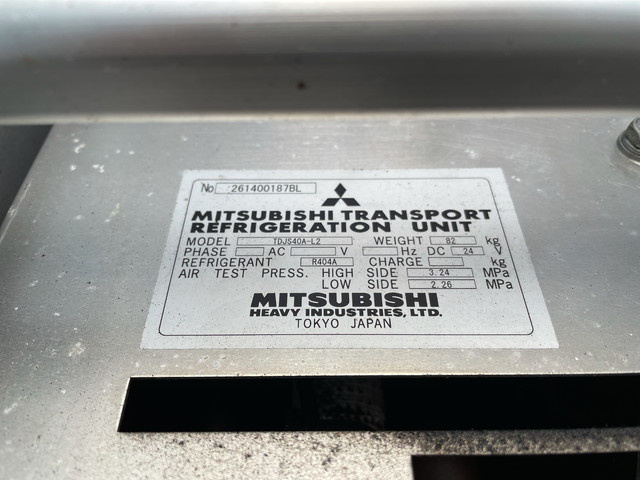 No 261400187BL
MITSUBISHI TRANSPORT
REFRIGERATION UNIT
MODEL TDJS40A-L2 WEIGHT 82 kg
PHASE AC V Hz DC 24 V
REFRIGERANT R404A CHARGE kg
AIR TEST PRESS. HIGH SIDE 3.24 MPa
LOW SIDE 2.26 MPa
MITSUBISHI
HEAVY INDUSTRIES, LTD.
TOKYO JAPAN